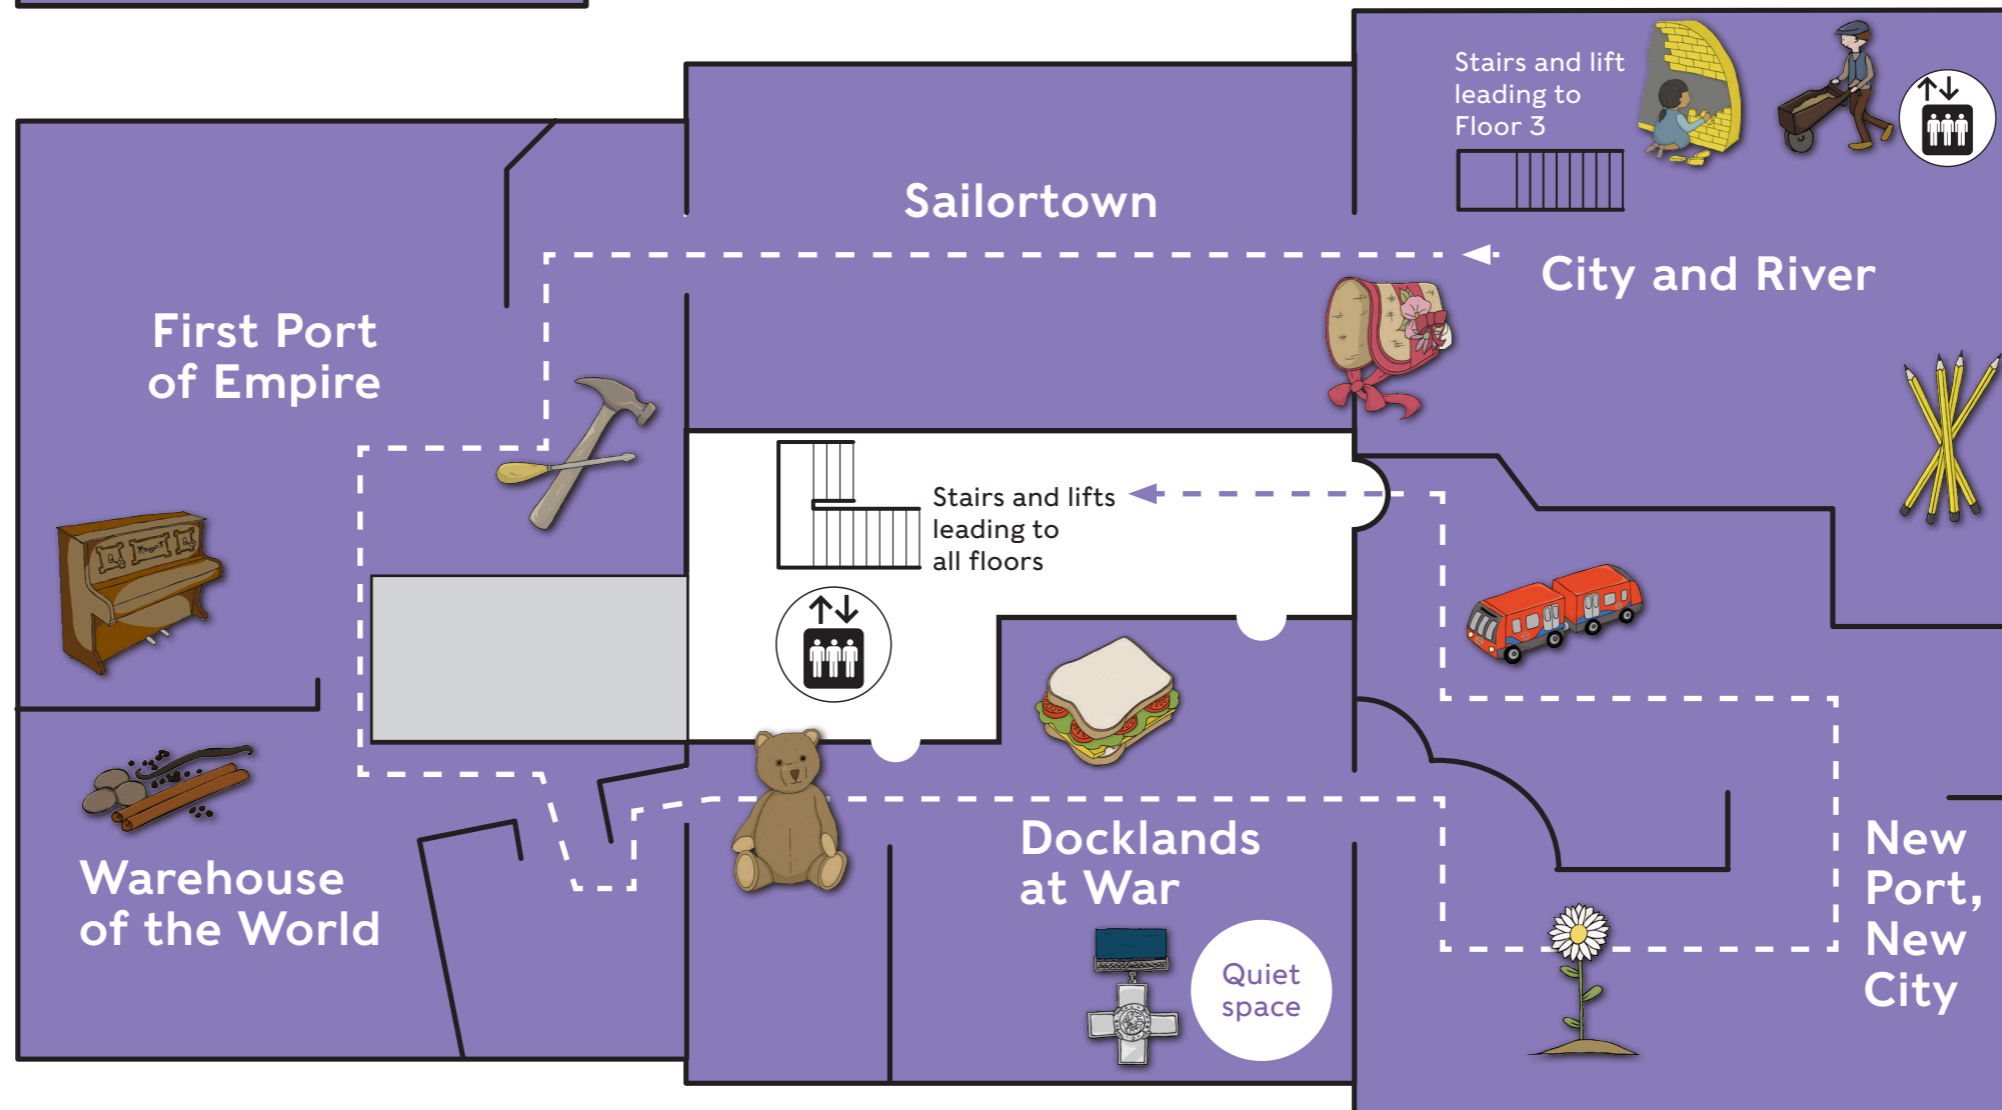 Stairs and lift
leading to
Floor 3
Sailortown
City and River
First Port
of Empire
Stairs and lifts
leading to
all floors
Warehouse
of the World
Docklands
at War
Quiet
space
New
Port,
New
City